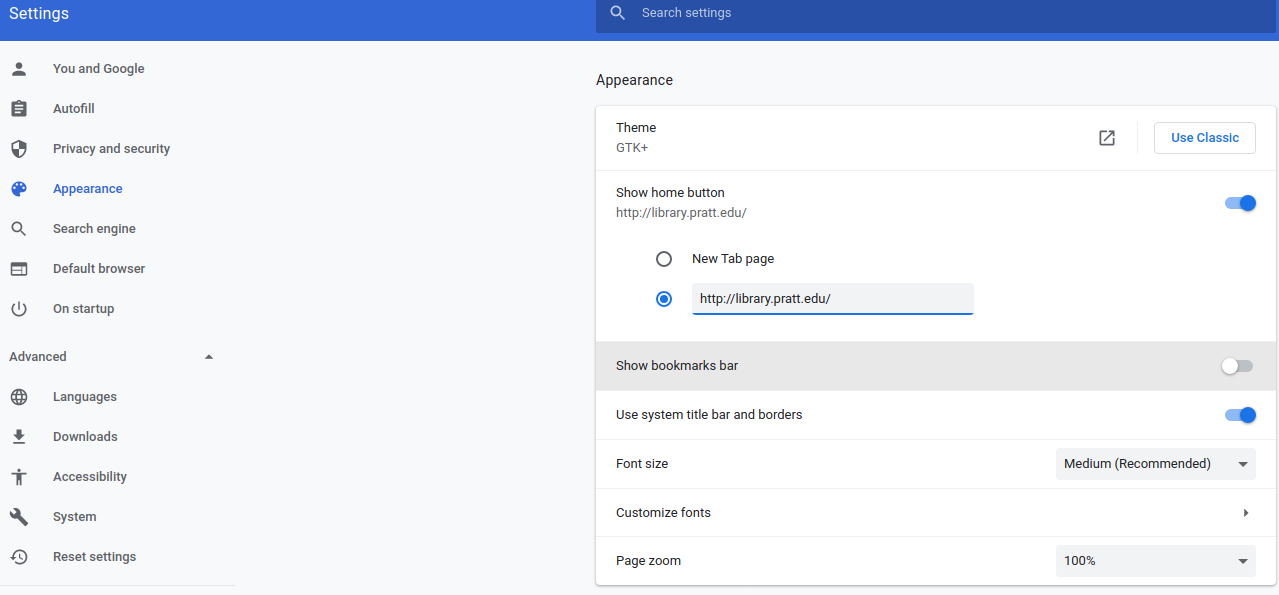 Settings
Search settings
You and Google
Autofill
Privacy and security
Appearance
Search engine
Default browser
On startup
Advanced
Languages
Downloads
Accessibility
System
Reset settings
Appearance
Theme
GTK+
Use Classic
Show home button
http://library.pratt.edu/
New Tab page
http://library.pratt.edu/
Show bookmarks bar
Use system title bar and borders
Font size
Medium (Recommended)
Customize fonts
Page zoom
100%